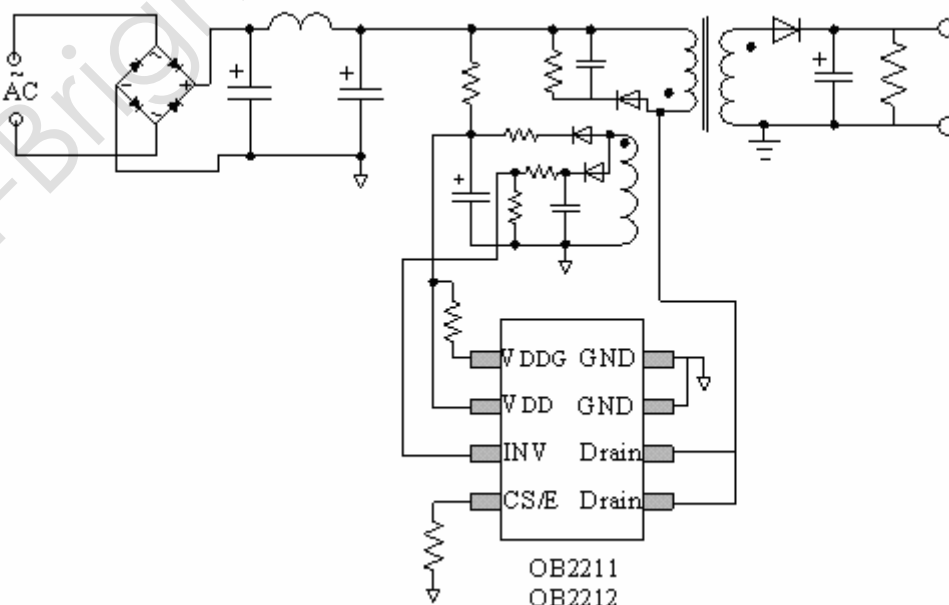 ~
AC
+
+
+
+
~
-
+
~
VDDG GND
VDD GND
INV Drain
CS/E Drain
OB2211
OB2212